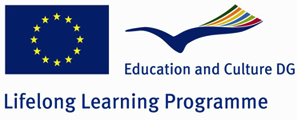 Education and Culture DG
Lifelong Learning Programme